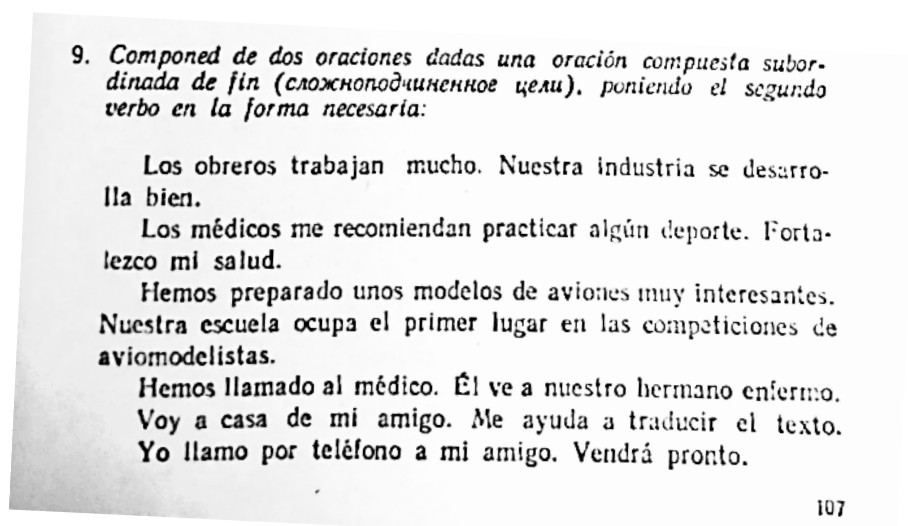 9. Componed de dos oraciones dadas una oración compuesta subor-
dinada de fin (сложноподчиненное цели), poniendo el segundo
verbo en la forma necesaria:
Los obreros trabajan mucho. Nuestra industria se desarro-
lla bien.
Los médicos me recomiendan practicar algún deporte. Forta-
lezco mi salud.
Hemos preparado unos modelos de aviones muy interesantes.
Nuestra escuela ocupa el primer lugar en las competiciones de
aviomodelistas.
Hemos llamado al médico. Él ve a nuestro hermano enfermo.
Voy a casa de mi amigo. Me ayuda a traducir el texto.
Yo llamo por teléfono a mi amigo. Vendrá pronto.
107